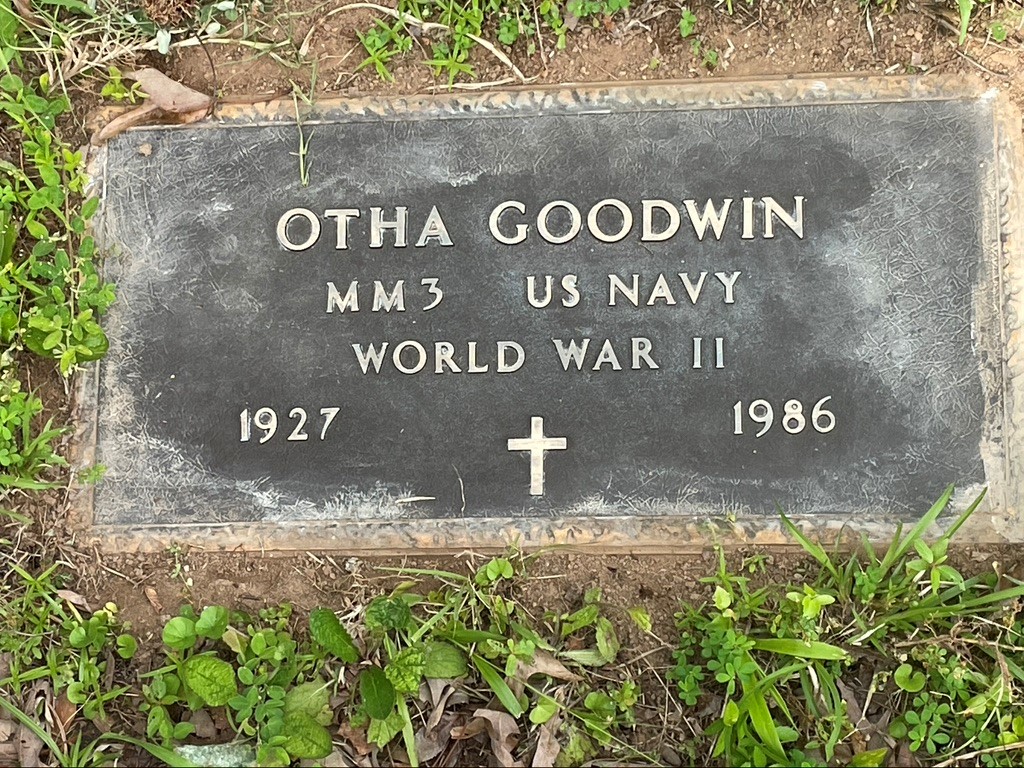 OTHA GOODWIN
MM3 US NAVY
WORLD WAR II
1927 1986